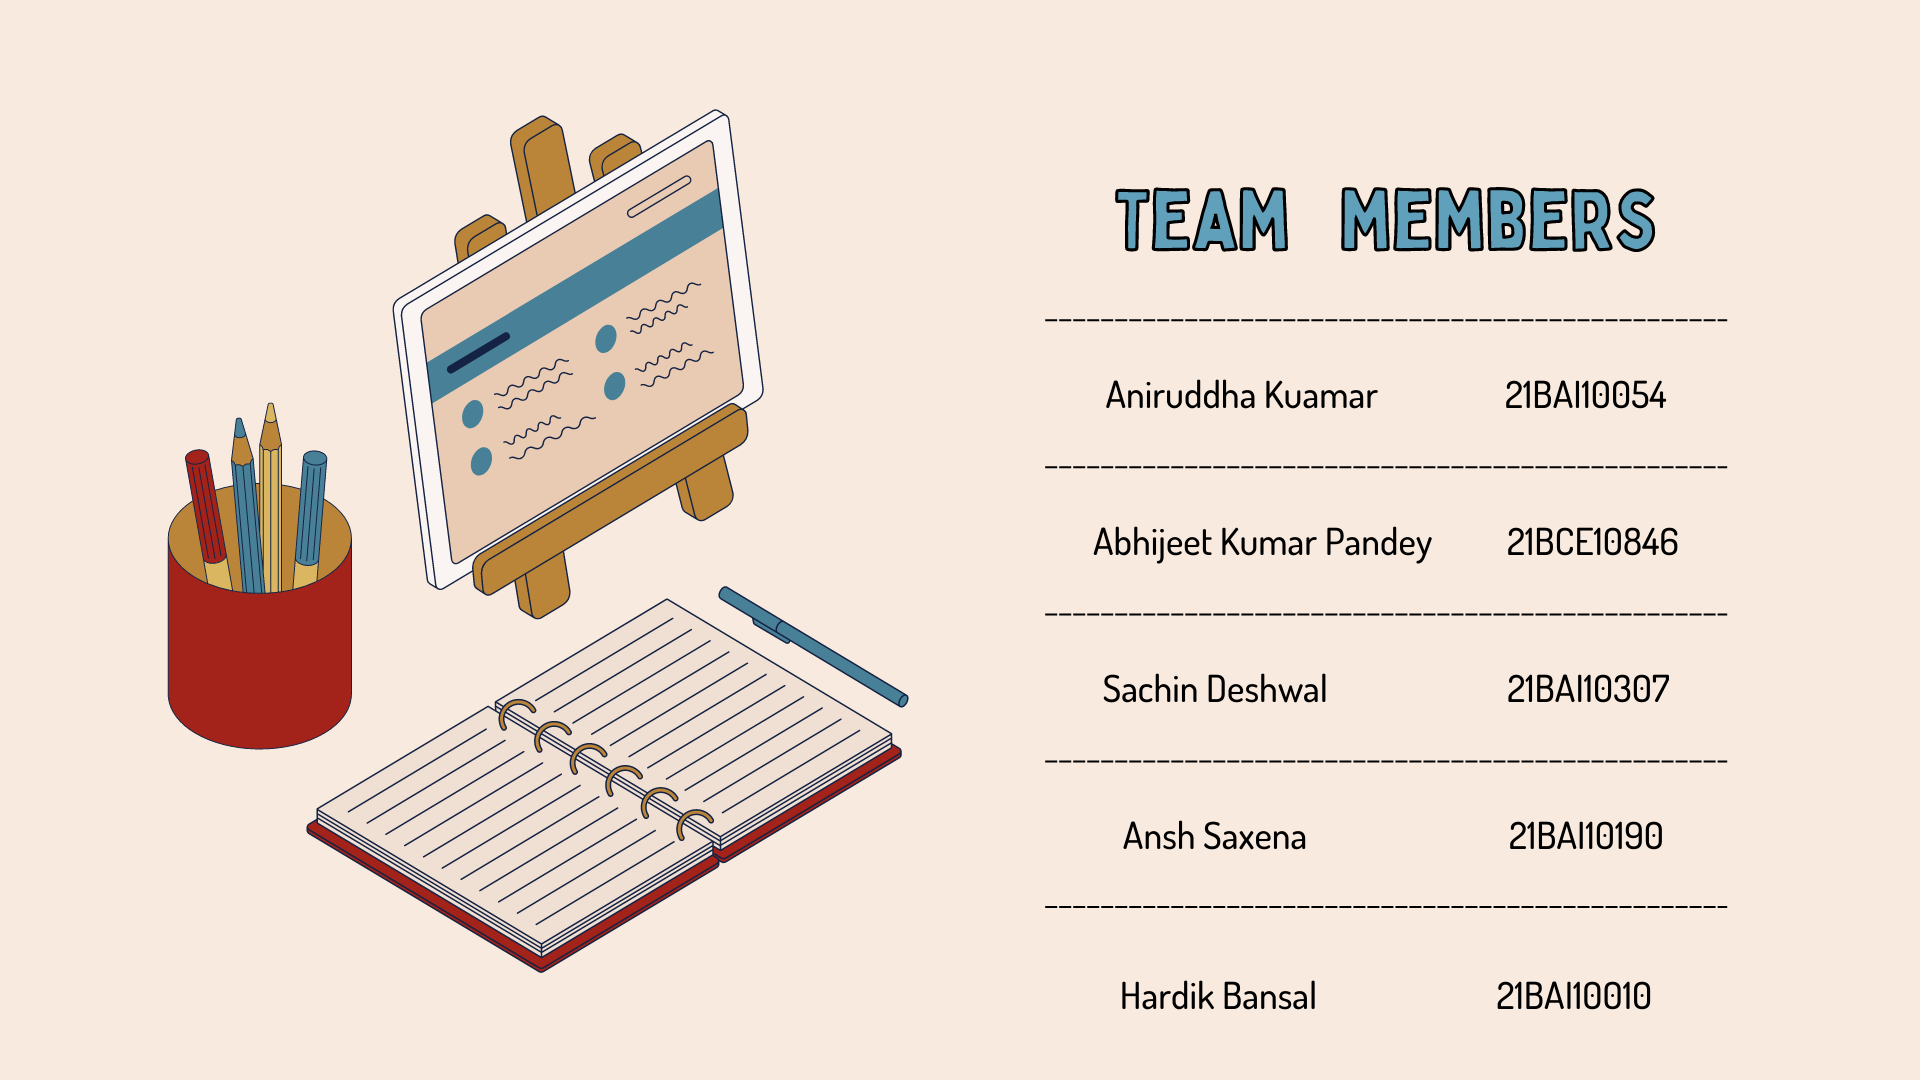 TEAM MEMBERS
Aniruddha Kuamar 21BAI10054
Abhijeet Kumar Pandey 21BCE10846
Sachin Deshwal 21BAI10307
Ansh Saxena 21BAI10190
Hardik Bansal 21BAI10010